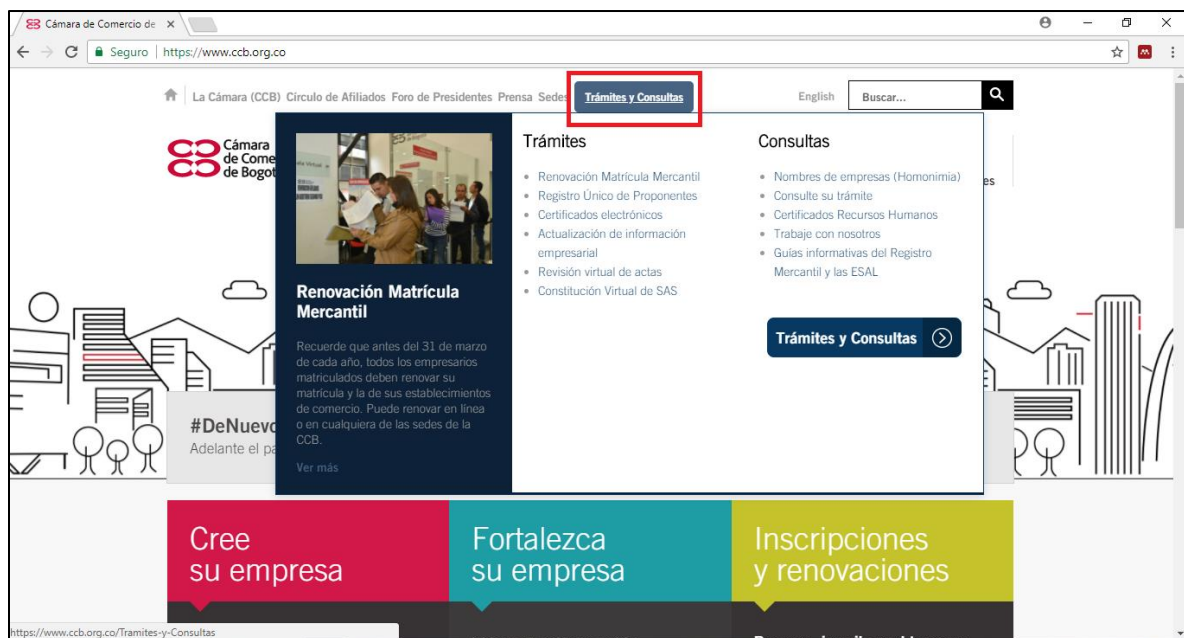 Cámara de Comercio de
Seguro | https://www.ccb.org.co
La Cámara (CCB) Círculo de Afiliados Foro de Presidentes Prensa Sedes Trámites y Consultas English Buscar...
Cámara
de Come
de Bogot
Renovación Matrícula
Mercantil
Recuerde que antes del 31 de marzo
de cada año, todos los empresarios
matriculados deben renovar su
matrícula y la de sus establecimientos
de comercio. Puede renovar en línea
o en cualquiera de las sedes de la
CCB.
Ver más
Trámites
Renovación Matrícula Mercantil
Registro Único de Proponentes
Certificados electrónicos
Actualización de información
empresarial
Revisión virtual de actas
Constitución Virtual de SAS
Consultas
Nombres de empresas (Homonimia)
Consulte su trámite
Certificados Recursos Humanos
Trabaje con nosotros
Guías informativas del Registro
Mercantil y las ESAL
Trámites y Consultas
es
#DeNuevo
Adelante el pa
Cree
su empresa
Fortalezca
su empresa
Inscripciones
y renovaciones
https://www.ccb.org.co/Tramites-y-Consultas